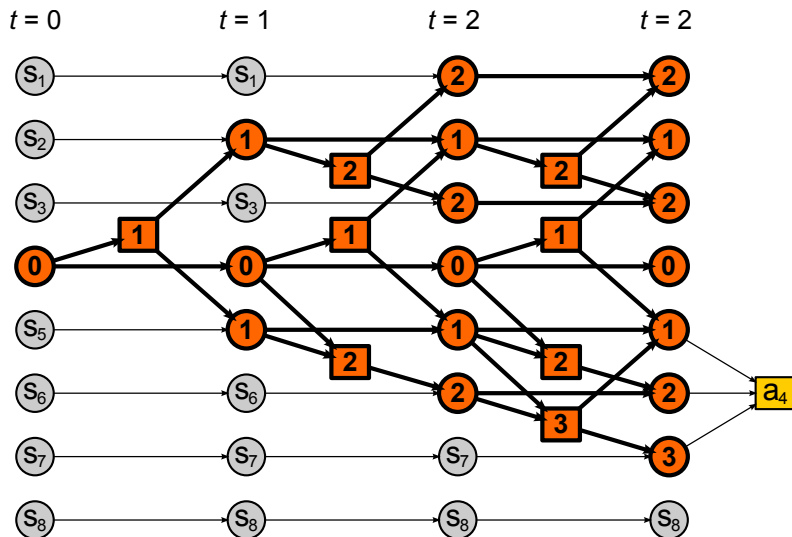 t = 0 t = 1 t = 2 t = 2
s1 s1 2 2
s2 1 1 1
2 2
s3 s3 2 2
1 1 1
0 0 0 0
s5 1 1 1
2 2
s6 s6 2 2
a4
3
s7 s7 s7 3
s8 s8 s8 s8